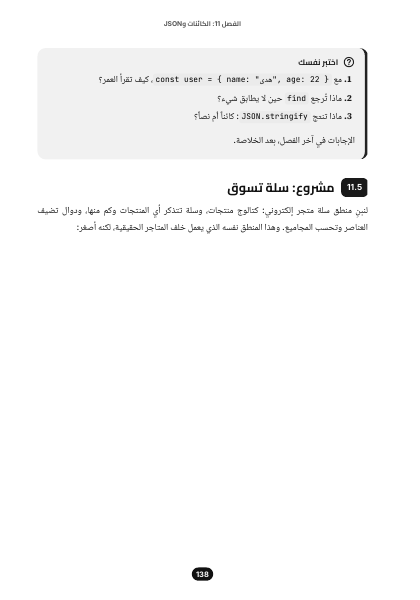 الفصل 11: الكائنات وJSON
اختبر نفسك
1. مع const user = { name: "هدى", age: 22 }، كيف تقرأ العمر؟
2. ماذا تُرجع find حين لا يطابق شيء؟
3. ماذا تنتج JSON.stringify: كائناً أم نصاً؟
الإجابات في آخر الفصل، بعد الخلاصة.
11.5 مشروع: سلة تسوق
لنبنِ منطق سلة متجر إلكتروني: كتالوج منتجات، وسلة تتذكر أي المنتجات وكم منها، ودوال تضيف
العناصر وتحسب المجاميع. وهذا المنطق نفسه الذي يعمل خلف المتاجر الحقيقية، لكنه أصغر:
138